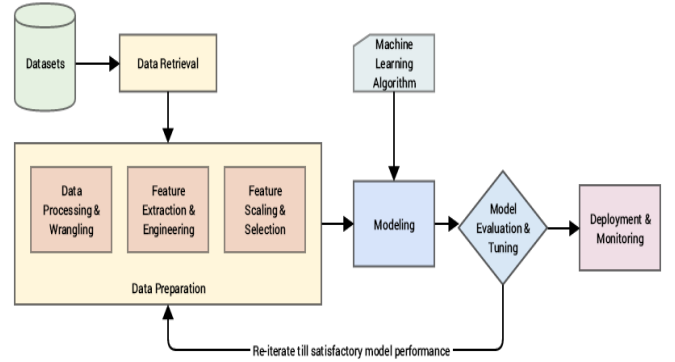 Datasets
Data Retrieval
Machine
Learning
Algorithm
Data
Processing &
Wrangling
Feature
Extraction &
Engineering
Feature
Scaling &
Selection
Data Preparation
Modeling
Model
Evaluation &
Tuning
Deployment &
Monitoring
Re-iterate till satisfactory model performance